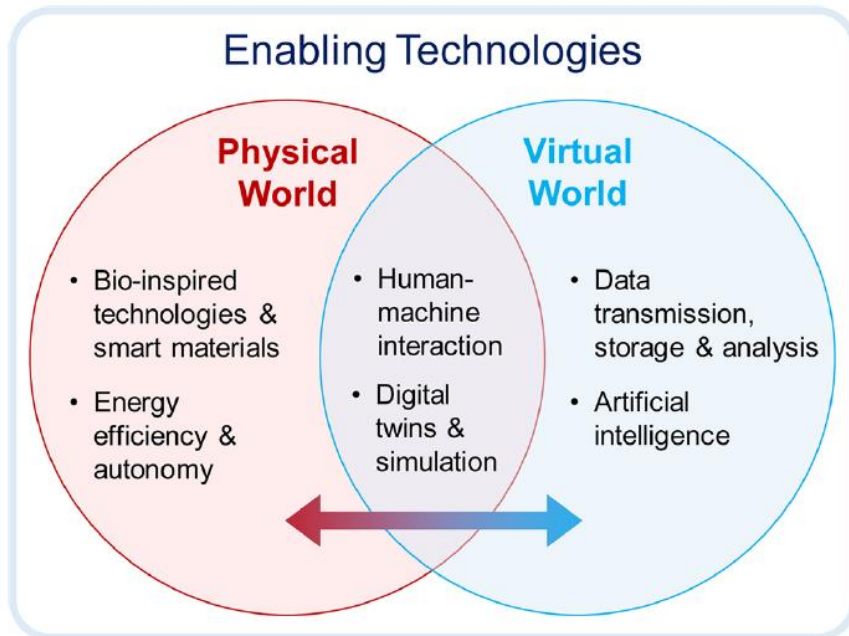 Enabling Technologies
Physical
World
• Bio-inspired
technologies &
smart materials
• Energy
efficiency &
autonomy
• Human-
machine
interaction
• Digital
twins &
simulation
Virtual
World
• Data
transmission,
storage & analysis
• Artificial
intelligence